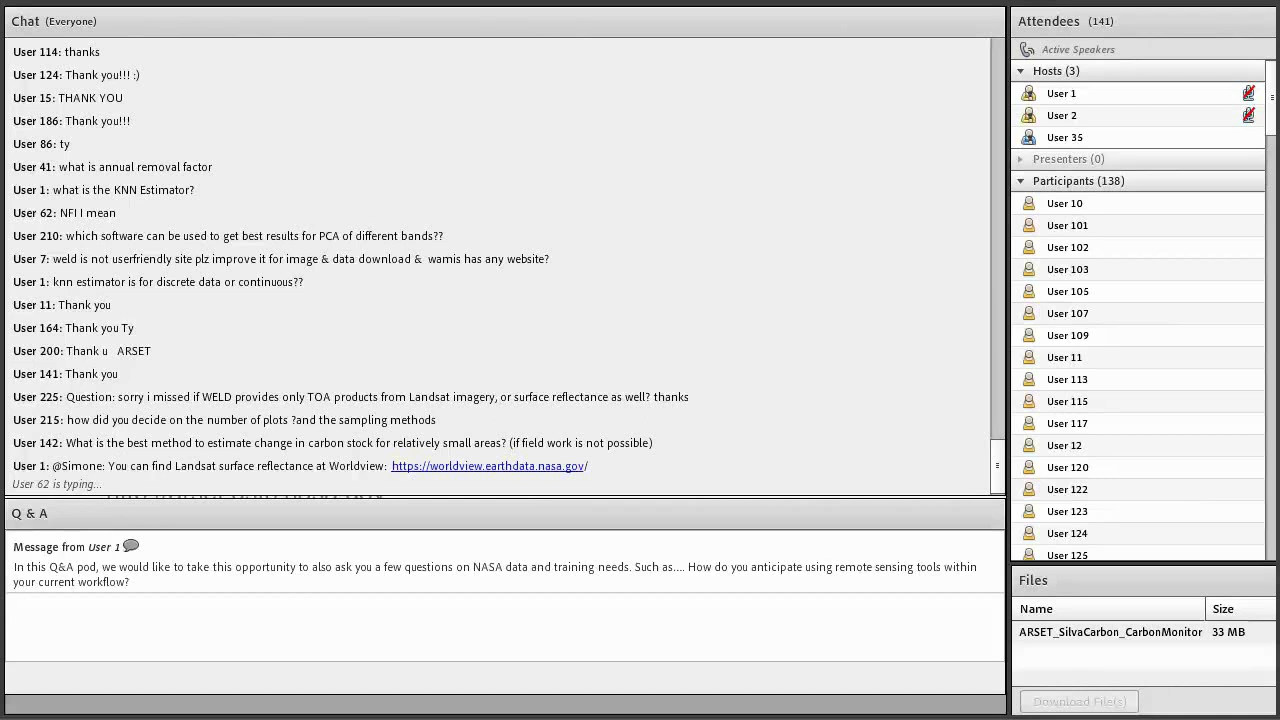 Chat (Everyone)
User 114: thanks
User 124: Thank you!!! :)
User 15: THANK YOU
User 186: Thank you!!!
User 86: ty
User 41: what is annual removal factor
User 1: what is the KNN Estimator?
User 62: NFI I mean
User 210: which software can be used to get best results for PCA of different bands??
User 7: weld is not userfriendly site plz improve it for image & data download & wamis has any website?
User 1: knn estimator is for discrete data or continuous??
User 11: Thank you
User 164: Thank you Ty
User 200: Thank u ARSET
User 141: Thank you
User 225: Question: sorry i missed if WELD provides only TOA products from Landsat imagery, or surface reflectance as well? thanks
User 215: how did you decide on the number of plots ?and the sampling methods
User 142: What is the best method to estimate change in carbon stock for relatively small areas? (if field work is not possible)
User 1: @Simone: You can find Landsat surface reflectance at Worldview: https://worldview.earthdata.nasa.gov/
User 62 is typing...
Q & A
Message from User 1
In this Q&A pod, we would like to take this opportunity to also ask you a few questions on NASA data and training needs. Such as.... How do you anticipate using remote sensing tools within
your current workflow?
Attendees (141)
Active Speakers
Hosts (3)
User 1
User 2
User 35
Presenters (0)
Participants (138)
User 10
User 101
User 102
User 103
User 105
User 107
User 109
User 11
User 113
User 115
User 117
User 12
User 120
User 122
User 123
User 124
User 125
Files
Name Size
ARSET_SilvaCarbon_CarbonMonitor 33 MB
Download File(s)